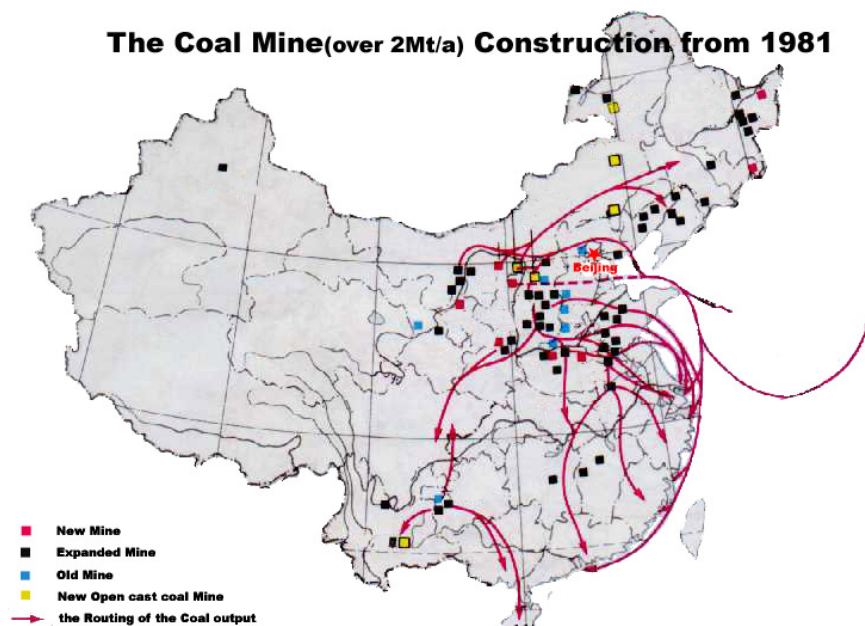 The Coal Mine(over 2Mt/a) Construction from 1981
Beijing
New Mine
Expanded Mine
Old Mine
New Open cast coal Mine
the Routing of the Coal output